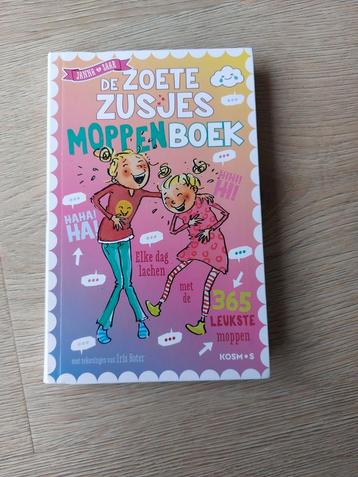 JANNA ♥ SAAR
DE ZOETE
ZUSJES
MOPPENBOEK
HIHI
HI!
HAHA!
HA!
Elke dag
lachen
met de
365
LEUKSTE
moppen
met tekeningen van Iris Boter
KOSMOS